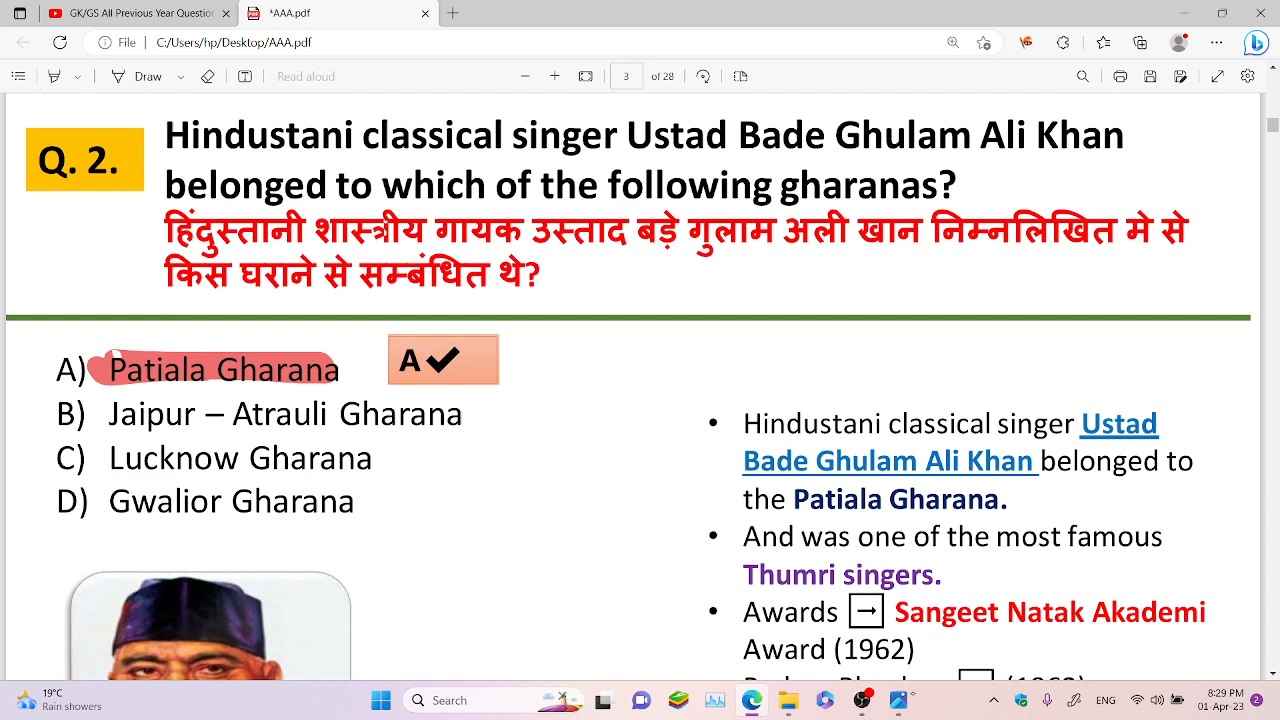 GK/GS All Previous Year Question
*AAA.pdf
File C:/Users/hp/Desktop/AAA.pdf
Draw Read aloud 3 of 28
Q. 2.
Hindustani classical singer Ustad Bade Ghulam Ali Khan
belonged to which of the following gharanas?
हिंदुस्तानी शास्त्रीय गायक उस्ताद बड़े गुलाम अली खान निम्नलिखित मे से
किस घराने से सम्बंधित थे?
A) Patiala Gharana
A✔
B) Jaipur – Atrauli Gharana
C) Lucknow Gharana
D) Gwalior Gharana
• Hindustani classical singer Ustad
Bade Ghulam Ali Khan belonged to
the Patiala Gharana.
• And was one of the most famous
Thumri singers.
• Awards → Sangeet Natak Akademi
Award (1962)
19°C
Rain showers
Search
ENG
8:29 PM
01 APR 23
2